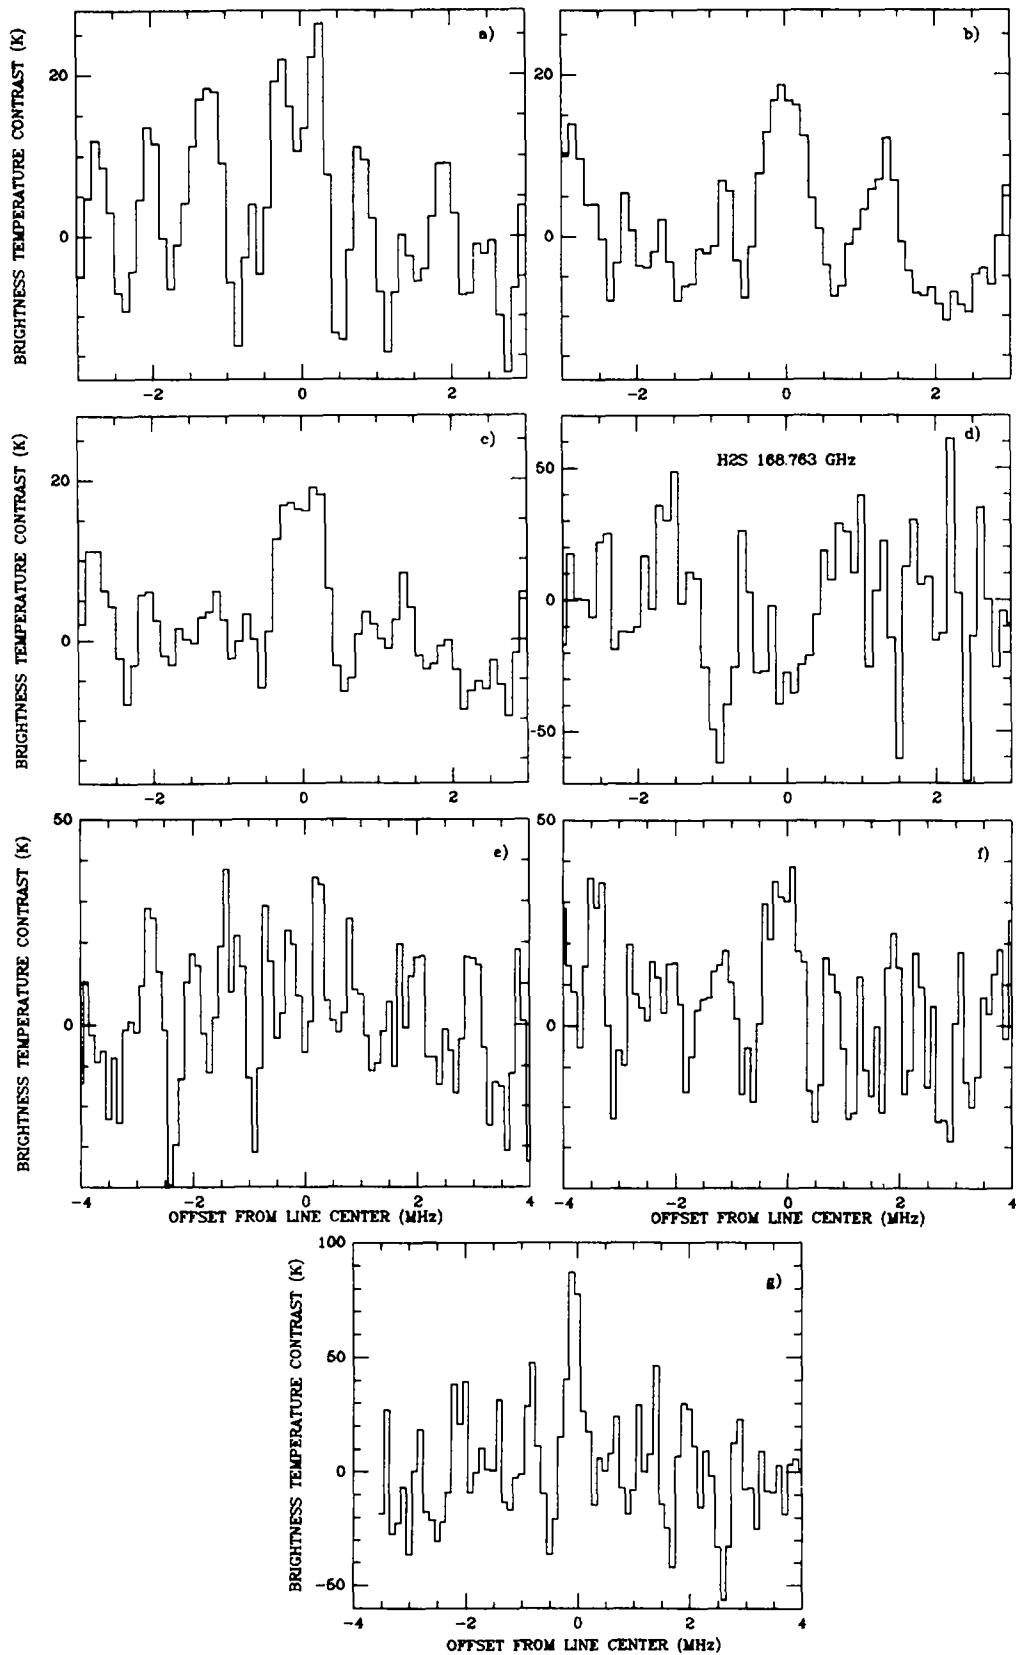 BRIGHTNESS TEMPERATURE CONTRAST (K)
20
0
a)
-2
0
2
20
0
b)
-2
0
2
BRIGHTNESS TEMPERATURE CONTRAST (K)
20
0
c)
-2
0
2
50
0
-50
d)
H2S 168.763 GHz
-2
0
2
BRIGHTNESS TEMPERATURE CONTRAST (K)
50
0
e)
-4
-2
0
2
4
OFFSET FROM LINE CENTER (MHz)
50
0
f)
-4
-2
0
2
4
OFFSET FROM LINE CENTER (MHz)
BRIGHTNESS TEMPERATURE CONTRAST (K)
100
50
0
-50
g)
-4
-2
0
2
4
OFFSET FROM LINE CENTER (MHz)